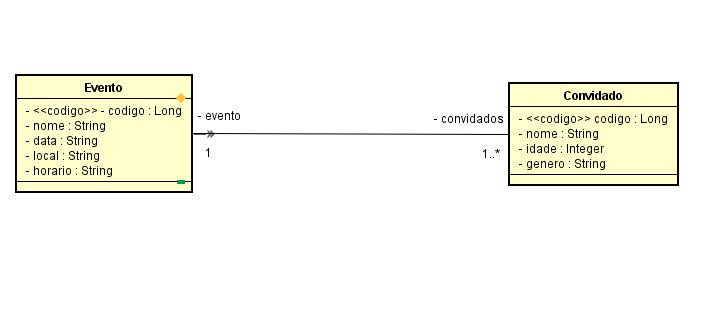 Evento
- <<codigo>> - codigo : Long
- nome : String
- data : String
- local : String
- horario : String
- evento
1
- convidados
1..*
Convidado
- <<codigo>> codigo : Long
- nome : String
- idade : Integer
- genero : String